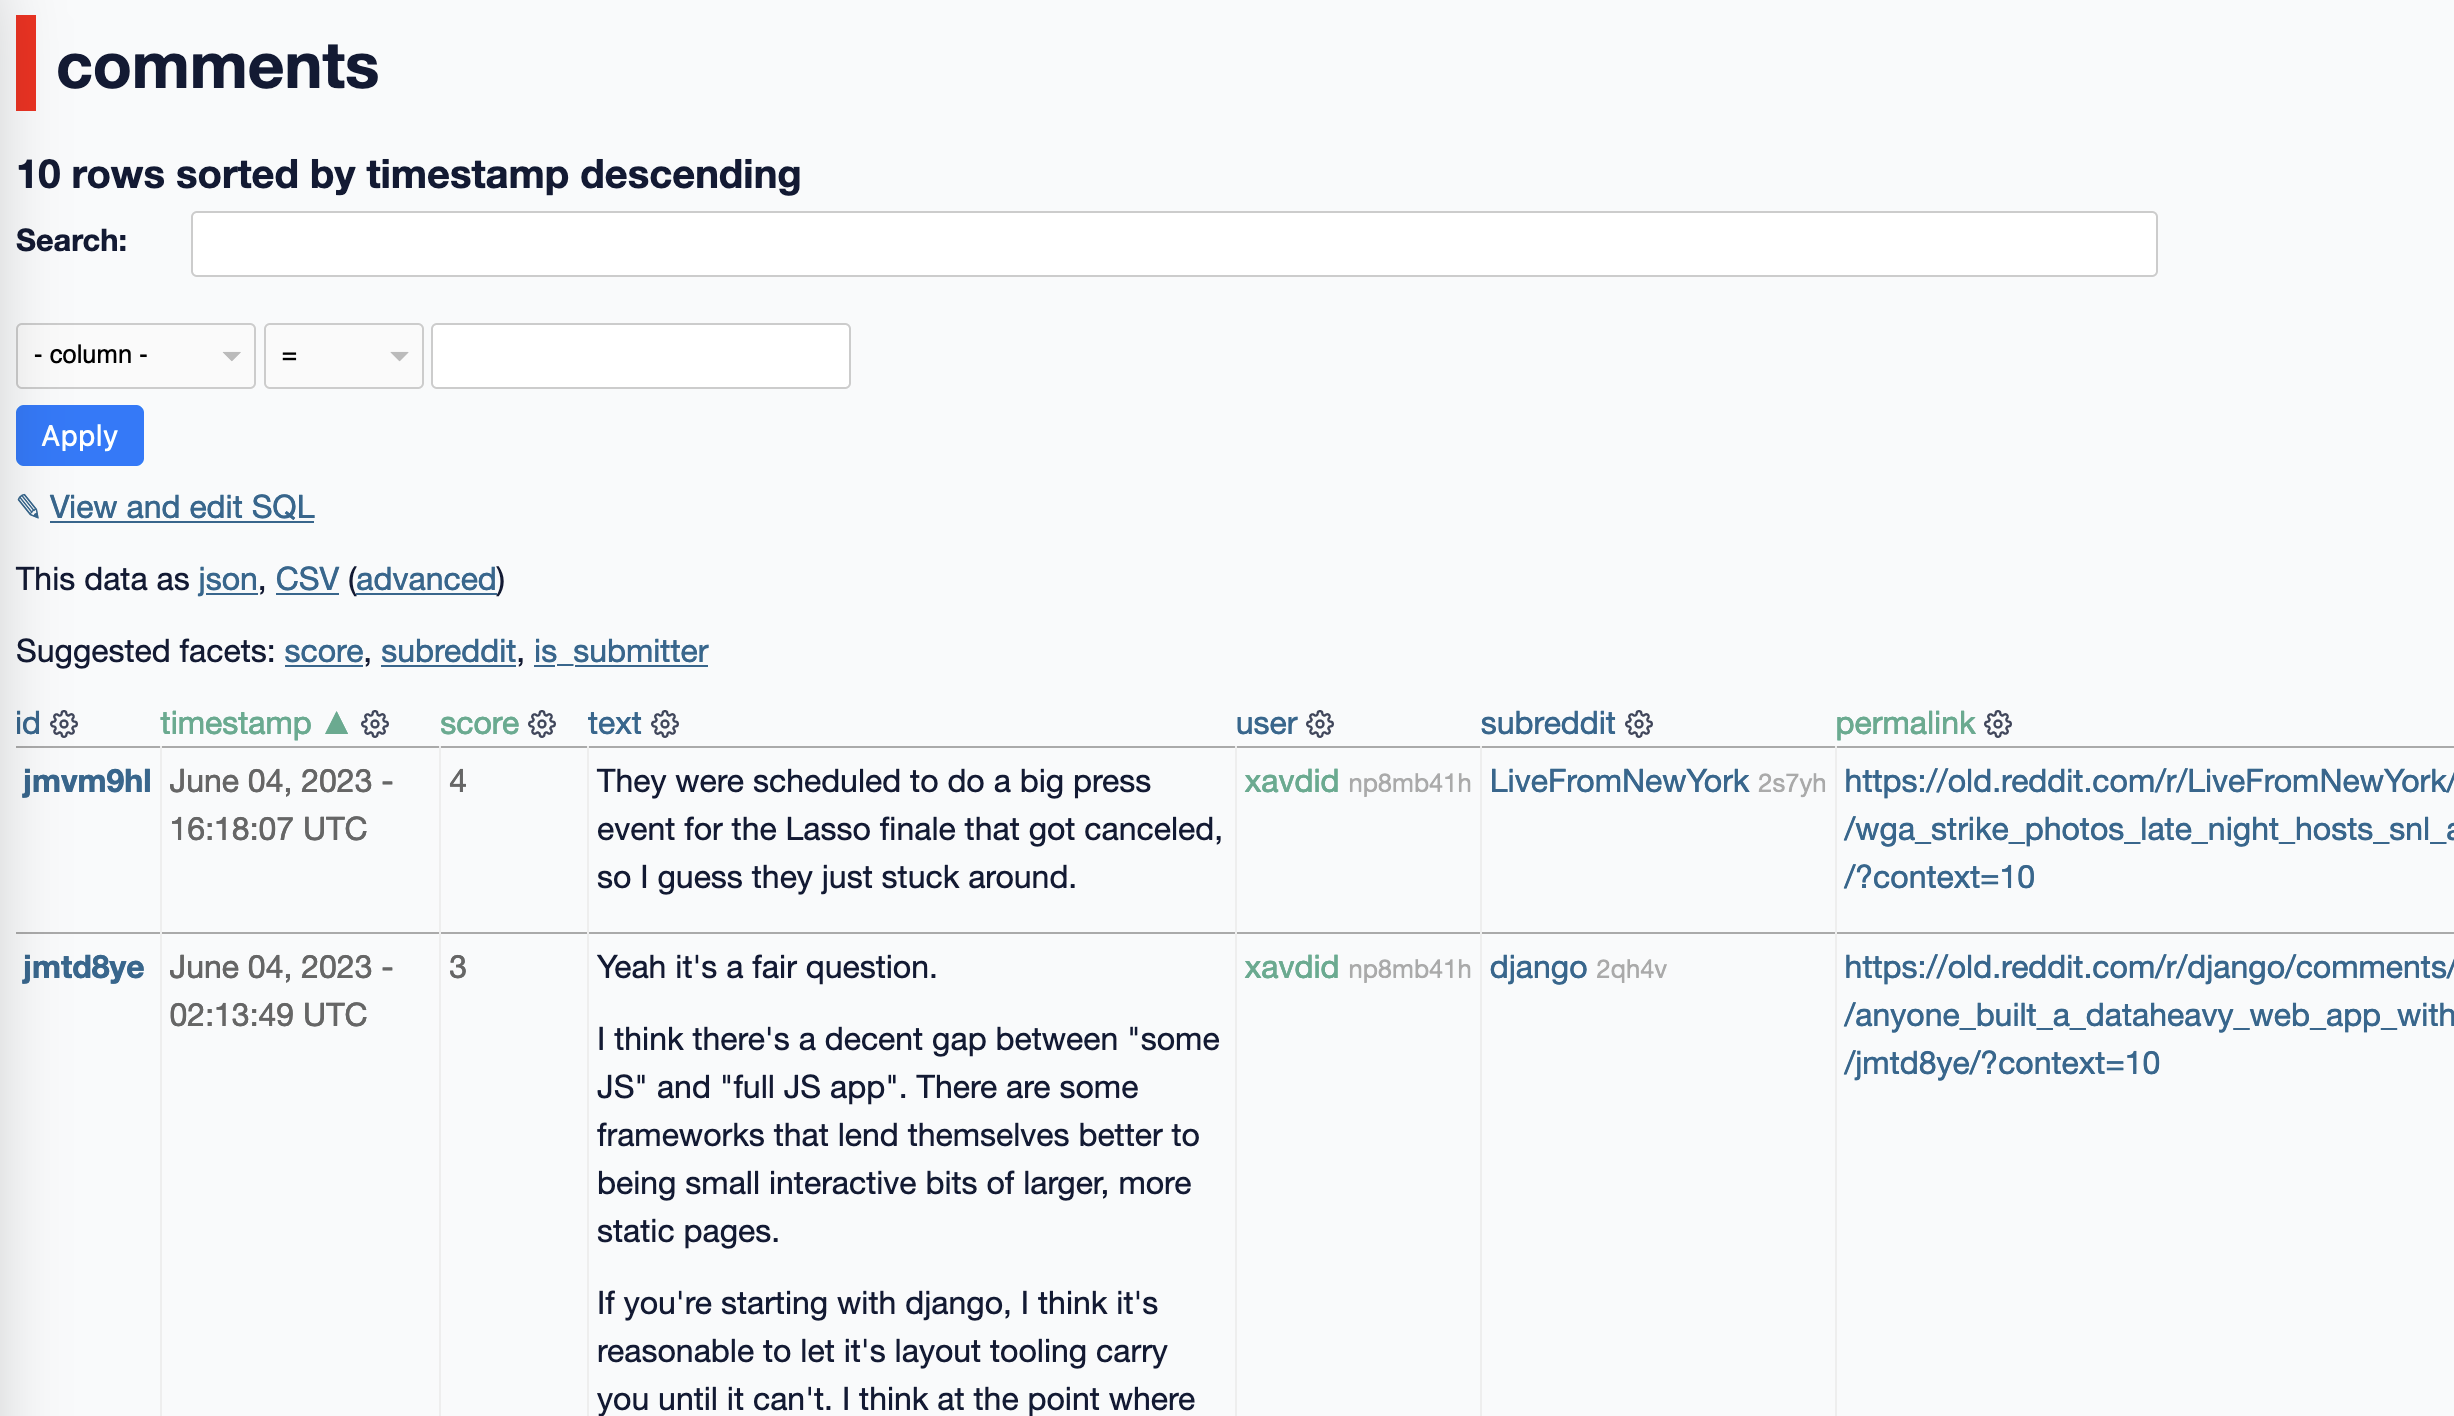 comments
10 rows sorted by timestamp descending
Search:
- column - =
Apply
✎ View and edit SQL
This data as json, CSV (advanced)
Suggested facets: score, subreddit, is_submitter
id timestamp ▲ score text user subreddit permalink
jmvm9hl June 04, 2023 - 4 They were scheduled to do a big press xavdid np8mb41h LiveFromNewYork 2s7yh https://old.reddit.com/r/LiveFromNewYork/
16:18:07 UTC event for the Lasso finale that got canceled, /wga_strike_photos_late_night_hosts_snl_
so I guess they just stuck around. /?context=10
jmtd8ye June 04, 2023 - 3 Yeah it's a fair question. xavdid np8mb41h django 2qh4v https://old.reddit.com/r/django/comments/
02:13:49 UTC I think there's a decent gap between "some /anyone_built_a_dataheavy_web_app_with
JS" and "full JS app". There are some /jmtd8ye/?context=10
frameworks that lend themselves better to
being small interactive bits of larger, more
static pages.
If you're starting with django, I think it's
reasonable to let it's layout tooling carry
you until it can't. I think at the point where